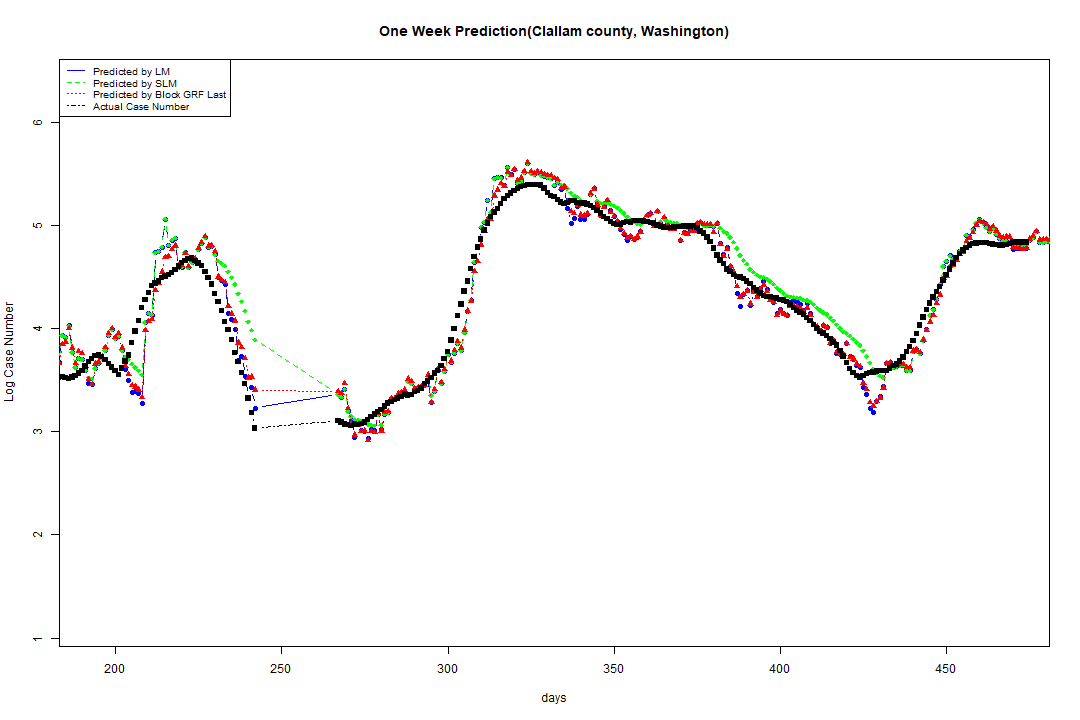 One Week Prediction(Clallam county, Washington)
Predicted by LM
Predicted by SLM
Predicted by Block GRF Last
Actual Case Number
6
5
4
3
2
1
Log Case Number
200 250 300 350 400 450
days